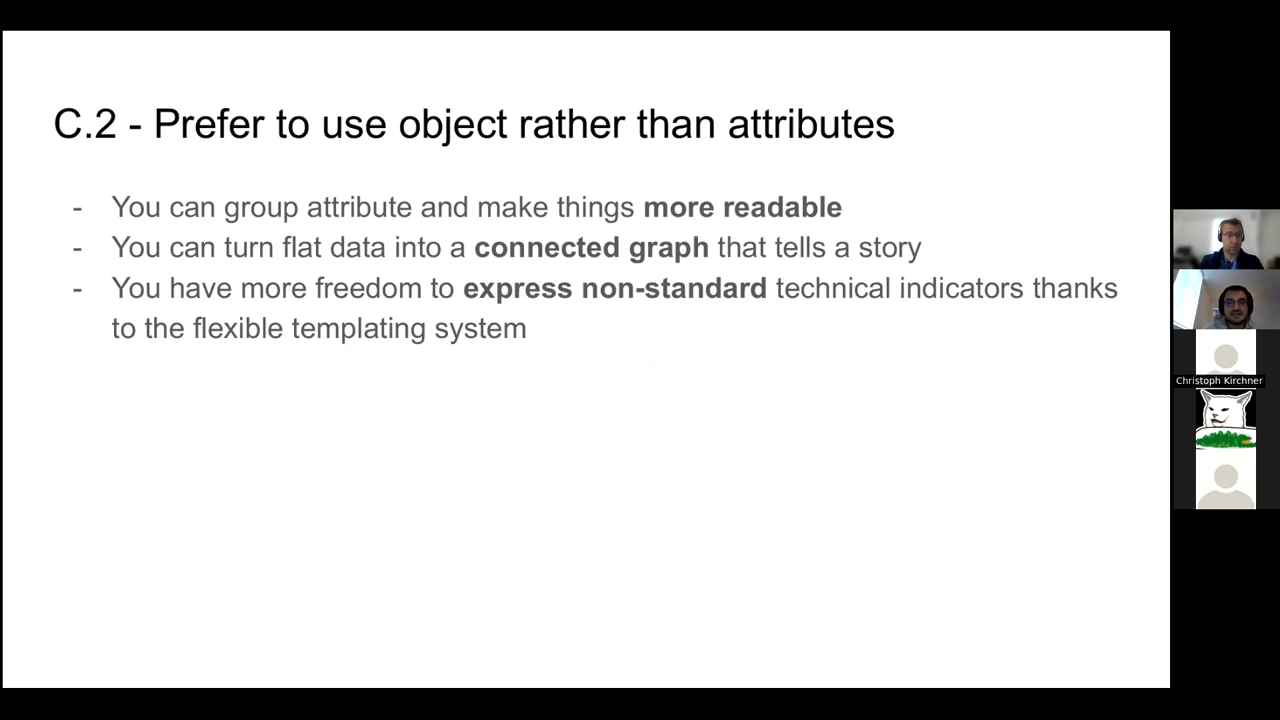 C.2 - Prefer to use object rather than attributes
- You can group attribute and make things more readable
- You can turn flat data into a connected graph that tells a story
- You have more freedom to express non-standard technical indicators thanks
to the flexible templating system
Christoph Kirchner